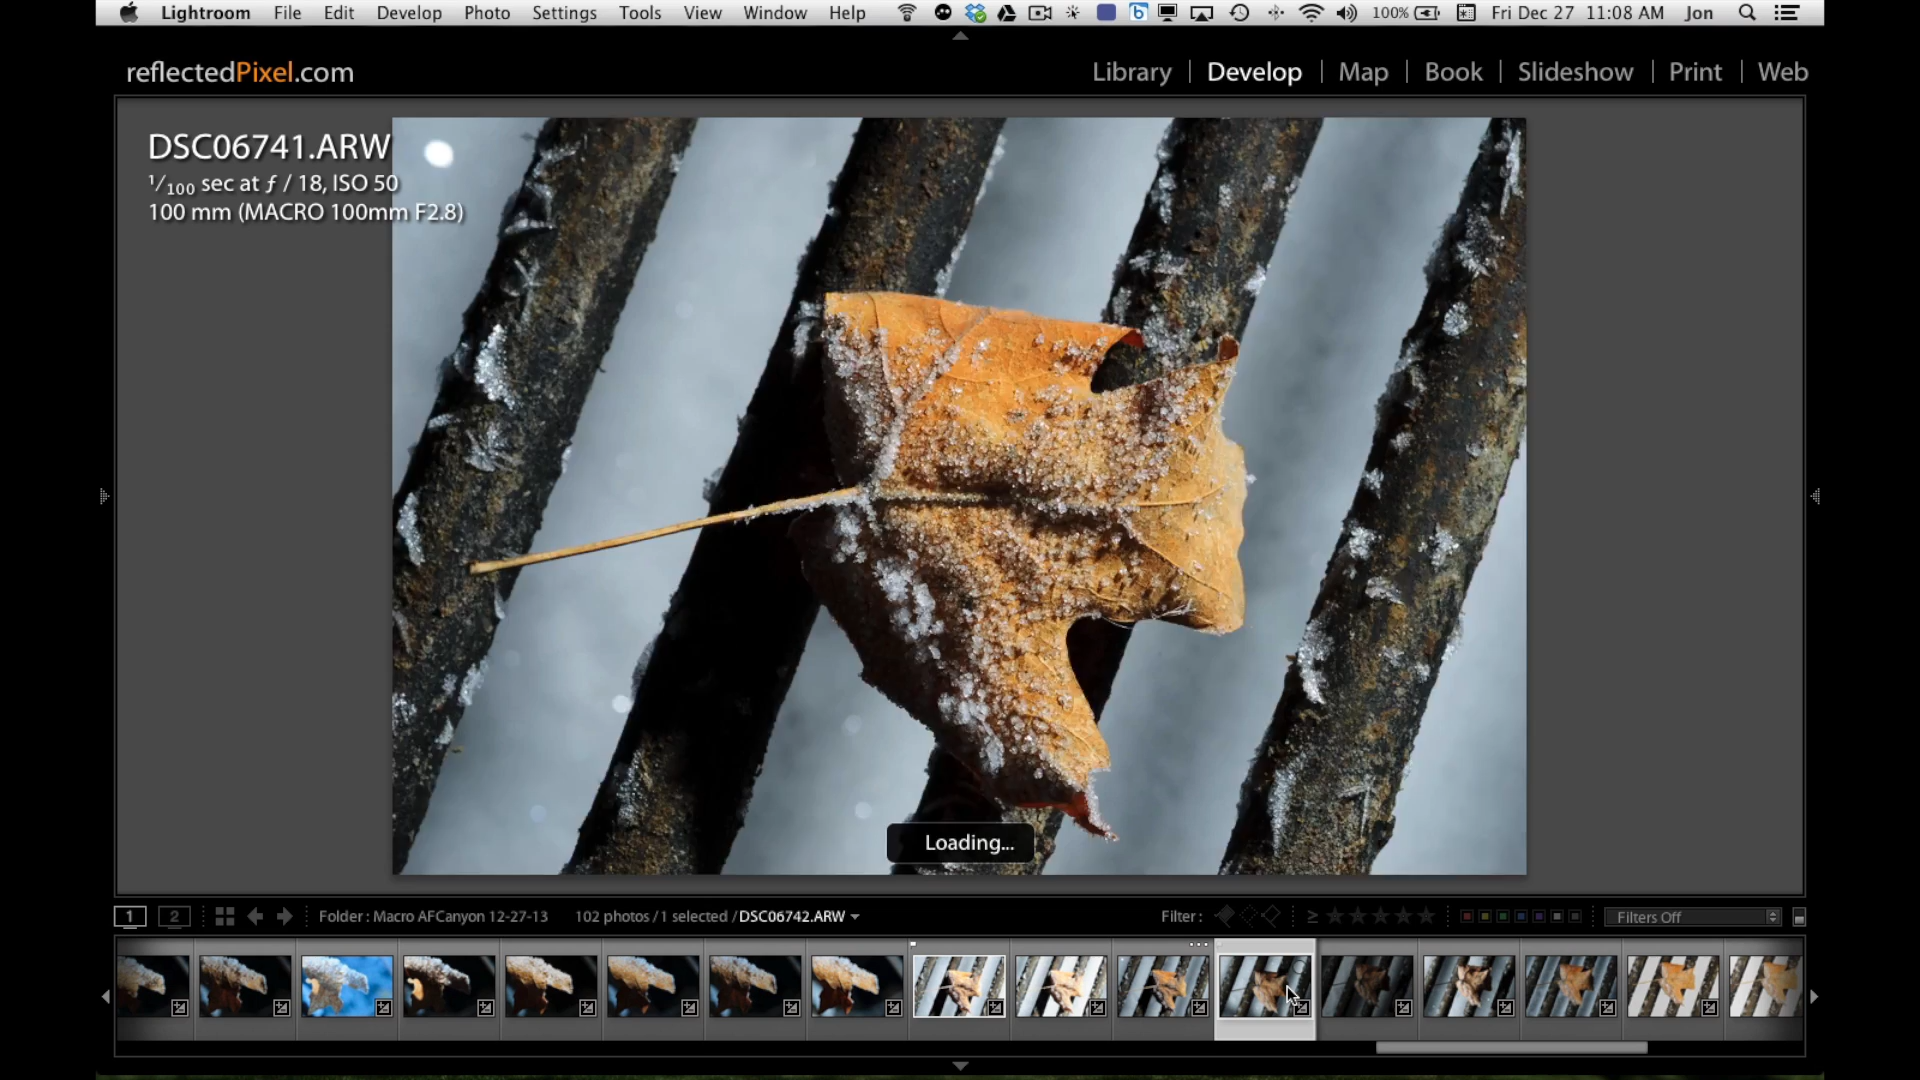 Lightroom File Edit Develop Photo Settings Tools View Window Help 100% Fri Dec 27 11:08 AM Jon
reflectedPixel.com
Library Develop Map Book Slideshow Print Web
DSC06741.ARW
1/100 sec at ƒ / 18, ISO 50
100 mm (MACRO 100mm F2.8)
Loading...
1 2 Folder : Macro AFCanyon 12-27-13 102 photos / 1 selected / DSC06742.ARW Filter : ≥ Filters Off